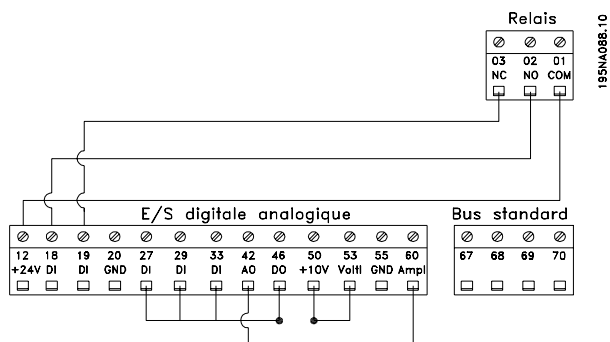 Relais
03 02 01
NC NO COM
195NA088.10
E/S digitale analogique
12 18 19 20 27 29 33 42 46 50 53 55 60
+24V DI DI GND DI DI DI AO DO +10V Volti GND Ampl
Bus standard
67 68 69 70